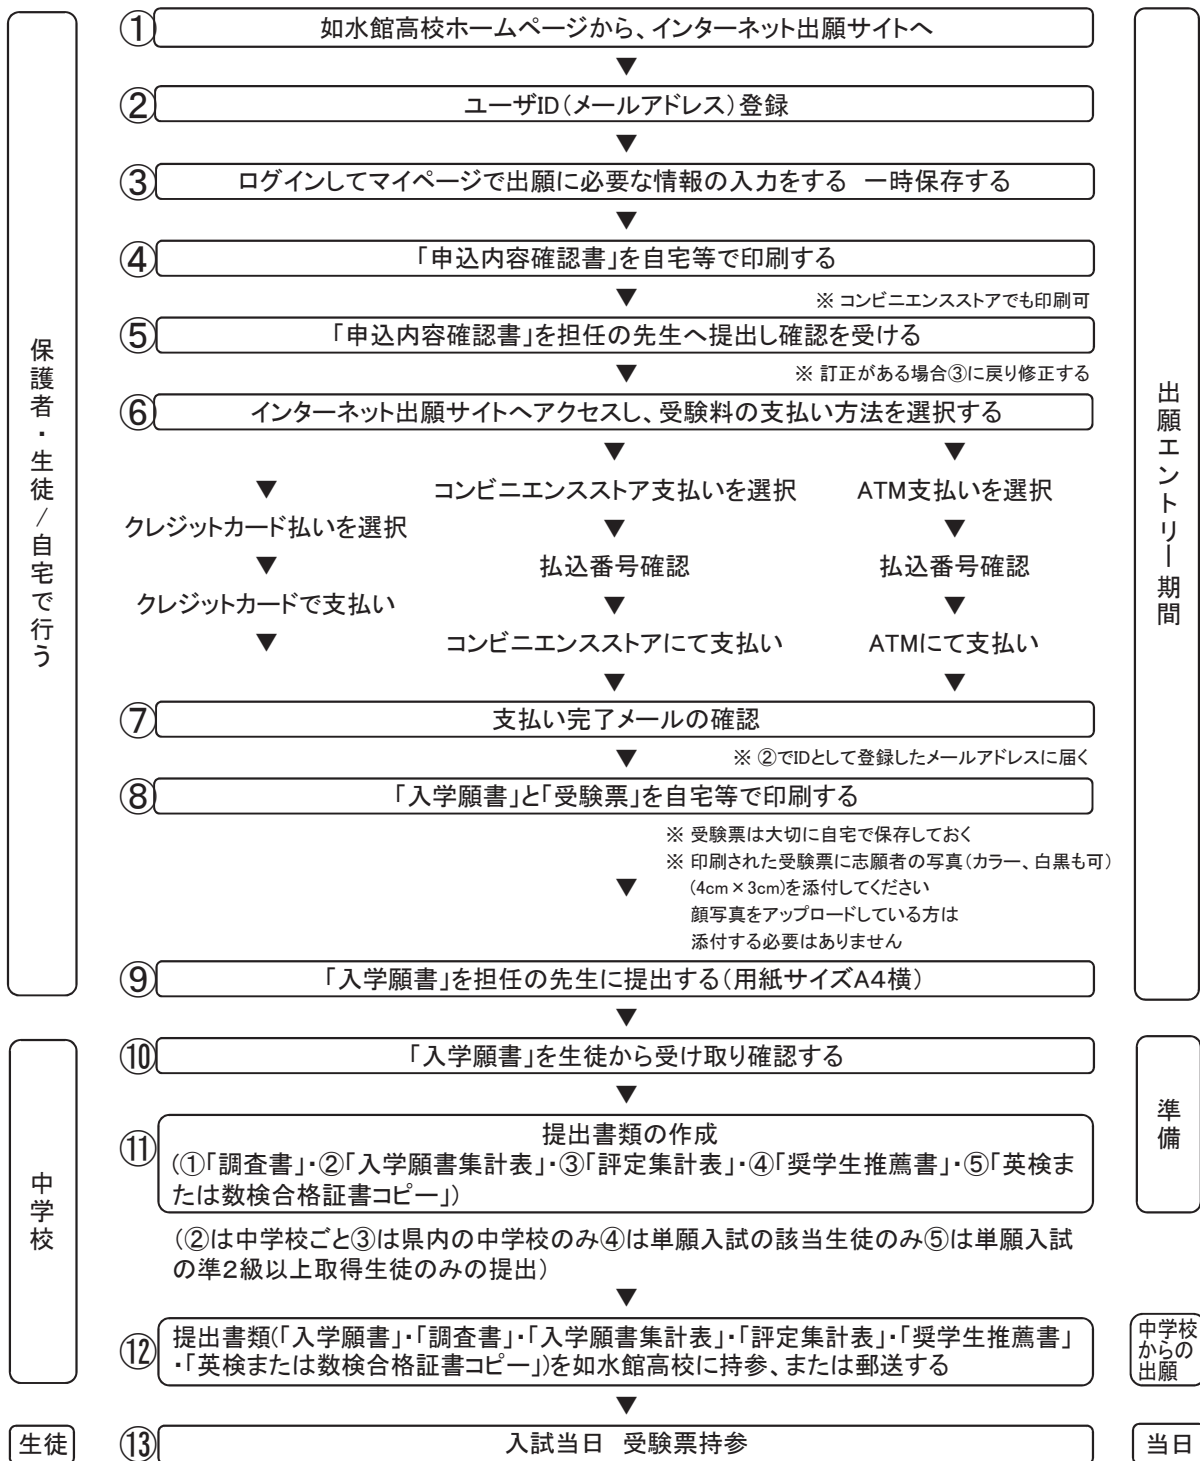 保護者・生徒/自宅で行う
出願エントリー期間
① 如水館高校ホームページから、インターネット出願サイトへ
▼
② ユーザID(メールアドレス)登録
▼
③ ログインしてマイページで出願に必要な情報の入力をする 一時保存する
▼
④ 「申込内容確認書」を自宅等で印刷する
▼ ※ コンビニエンスストアでも印刷可
⑤ 「申込内容確認書」を担任の先生へ提出し確認を受ける
▼ ※ 訂正がある場合③に戻り修正する
⑥ インターネット出願サイトへアクセスし、受験料の支払い方法を選択する
▼
クレジットカード払いを選択
▼
クレジットカードで支払い
▼
▼
コンビニエンスストア支払いを選択
▼
払込番号確認
▼
コンビニエンスストアにて支払い
▼
▼
ATM支払いを選択
▼
払込番号確認
▼
ATMにて支払い
▼
⑦ 支払い完了メールの確認
▼ ※ ②でIDとして登録したメールアドレスに届く
⑧ 「入学願書」と「受験票」を自宅等で印刷する
※ 受験票は大切に自宅で保存しておく
※ 印刷された受験票に志願者の写真(カラー、白黒も可)
▼ (4cm×3cm)を添付してください
顔写真をアップロードしている方は
添付する必要はありません
⑨ 「入学願書」を担任の先生に提出する(用紙サイズA4横)
▼
中学校
準備
⑩ 「入学願書」を生徒から受け取り確認する
▼
⑪ 提出書類の作成
(①「調査書」・②「入学願書集計表」・③「評定集計表」・④「奨学生推薦書」・⑤「英検ま
たは数検合格証書コピー」)
(②は中学校ごと③は県内の中学校のみ④は単願入試の該当生徒のみ⑤は単願入試
の準2級以上取得生徒のみの提出)
▼
中学校
からの
出願
⑫ 提出書類(「入学願書」・「調査書」・「入学願書集計表」・「評定集計表」・「奨学生推薦書」
・「英検または数検合格証書コピー」)を如水館高校に持参、または郵送する
▼
生徒
⑬ 入試当日 受験票持参
当日